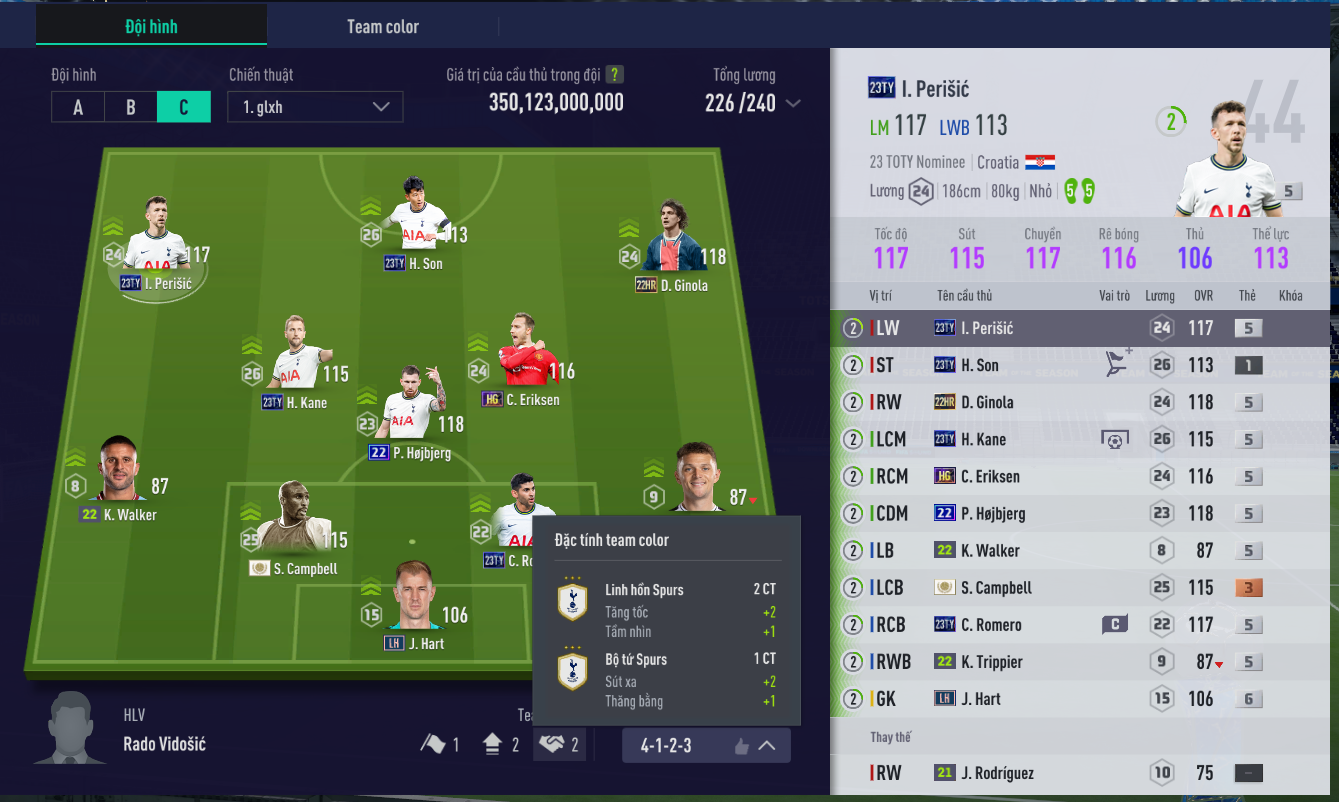 Đội hình
Team color
Đội hình
Chiến thuật
Giá trị của cầu thủ trong đội ?
Tổng lương
A B C
1. glxh
350,123,000,000
226 /240
24 117
23TY I. Perišić
26 113
23TY H. Son
24 118
22HR D. Ginola
26 115
23TY H. Kane
24 116
HG C. Eriksen
23 118
22 P. Højbjerg
8 87
22 K. Walker
25 115
S. Campbell
22
23TY C. Ro
9 87
15 106
LH J. Hart
Đặc tính team color
Linh hồn Spurs 2 CT
Tăng tốc +2
Tầm nhìn +1
Bộ tứ Spurs 1 CT
Sút xa +2
Thăng bằng +1
HLV
Rado Vidošić
Tea
1 2 2
4-1-2-3
23TY I. Perišić
LM 117 LWB 113
23 TOTY Nominee Croatia
Lương 24 186cm 80kg Nhỏ 5 5
2
44
AIA
5
Tốc độ Sút Chuyền Rê bóng Thủ Thể lực
117 115 117 116 106 113
Vị trí Tên cầu thủ Vai trò Lương OVR Thẻ Khóa
2 LW 23TY I. Perišić 24 117 5
2 ST 23TY H. Son 26 113 1
2 RW 22HR D. Ginola 24 118 5
2 LCM 23TY H. Kane 26 115 5
2 RCM HG C. Eriksen 24 116 5
2 CDM 22 P. Højbjerg 23 118 5
2 LB 22 K. Walker 8 87 5
2 LCB S. Campbell 25 115 3
2 RCB 23TY C. Romero C 22 117 5
2 RWB 22 K. Trippier 9 87 5
2 GK LH J. Hart 15 106 6
Thay thế
RW 21 J. Rodríguez 10 75 –